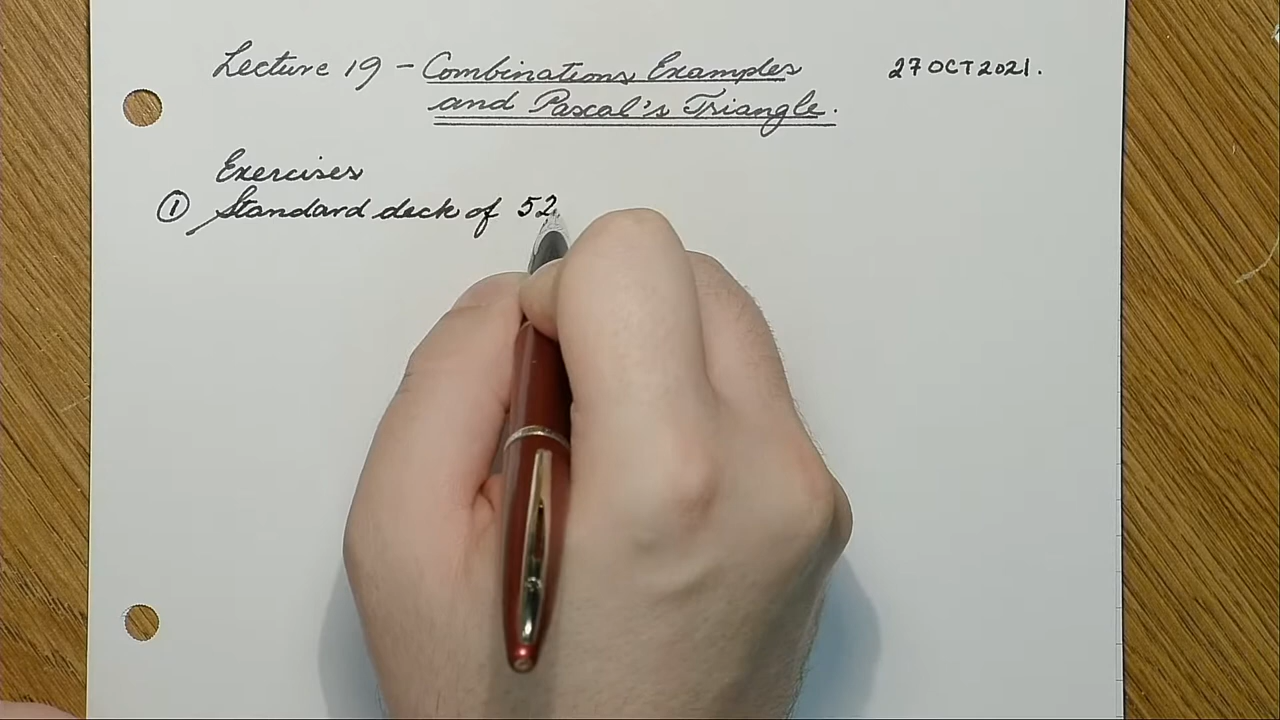 Lecture 19 - Combinations Examples 27 OCT 2021.
and Pascal's Triangle.
Exercises
① Standard deck of 52